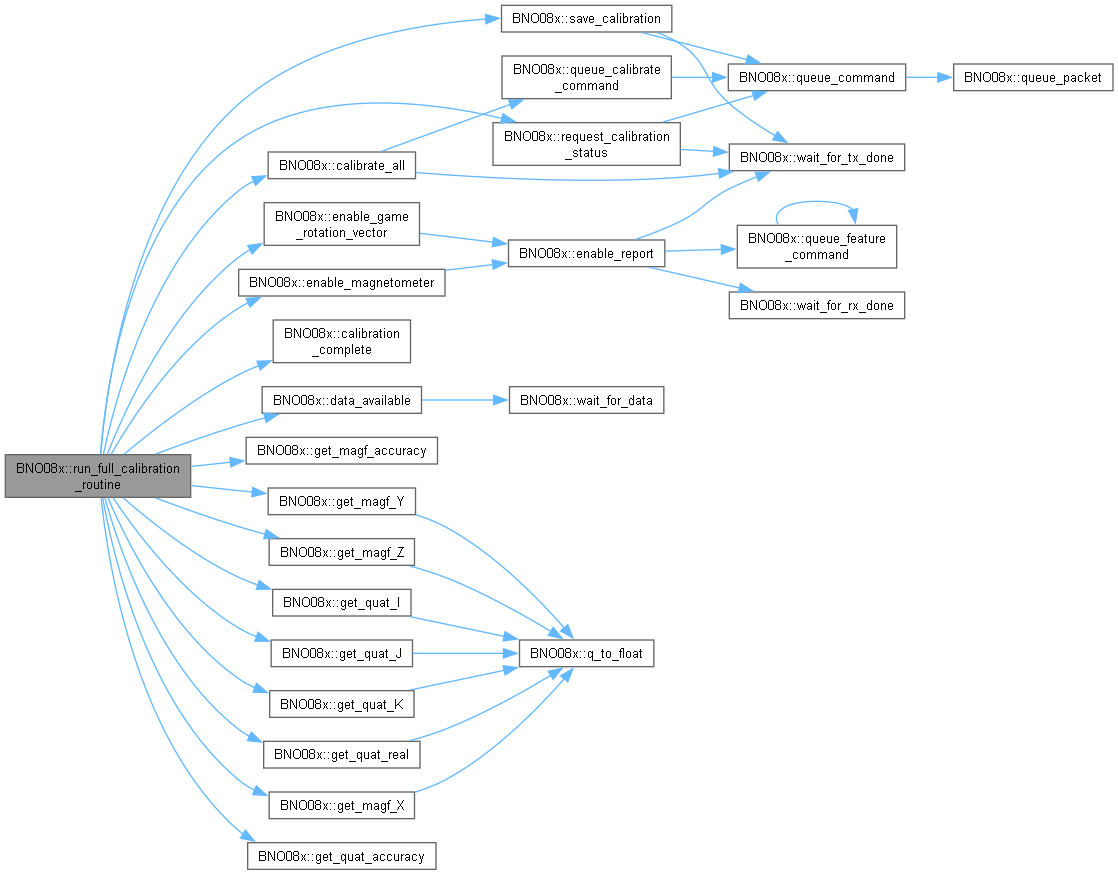 BNO08x::save_calibration
BNO08x::queue_calibrate
_command
BNO08x::queue_command
BNO08x::queue_packet
BNO08x::request_calibration
_status
BNO08x::wait_for_tx_done
BNO08x::calibrate_all
BNO08x::enable_game
_rotation_vector
BNO08x::enable_report
BNO08x::queue_feature
_command
BNO08x::enable_magnetometer
BNO08x::wait_for_rx_done
BNO08x::calibration
_complete
BNO08x::data_available
BNO08x::wait_for_data
BNO08x::get_magf_accuracy
BNO08x::run_full_calibration
_routine
BNO08x::get_magf_Y
BNO08x::get_magf_Z
BNO08x::get_quat_I
BNO08x::get_quat_J
BNO08x::q_to_float
BNO08x::get_quat_K
BNO08x::get_quat_real
BNO08x::get_magf_X
BNO08x::get_quat_accuracy